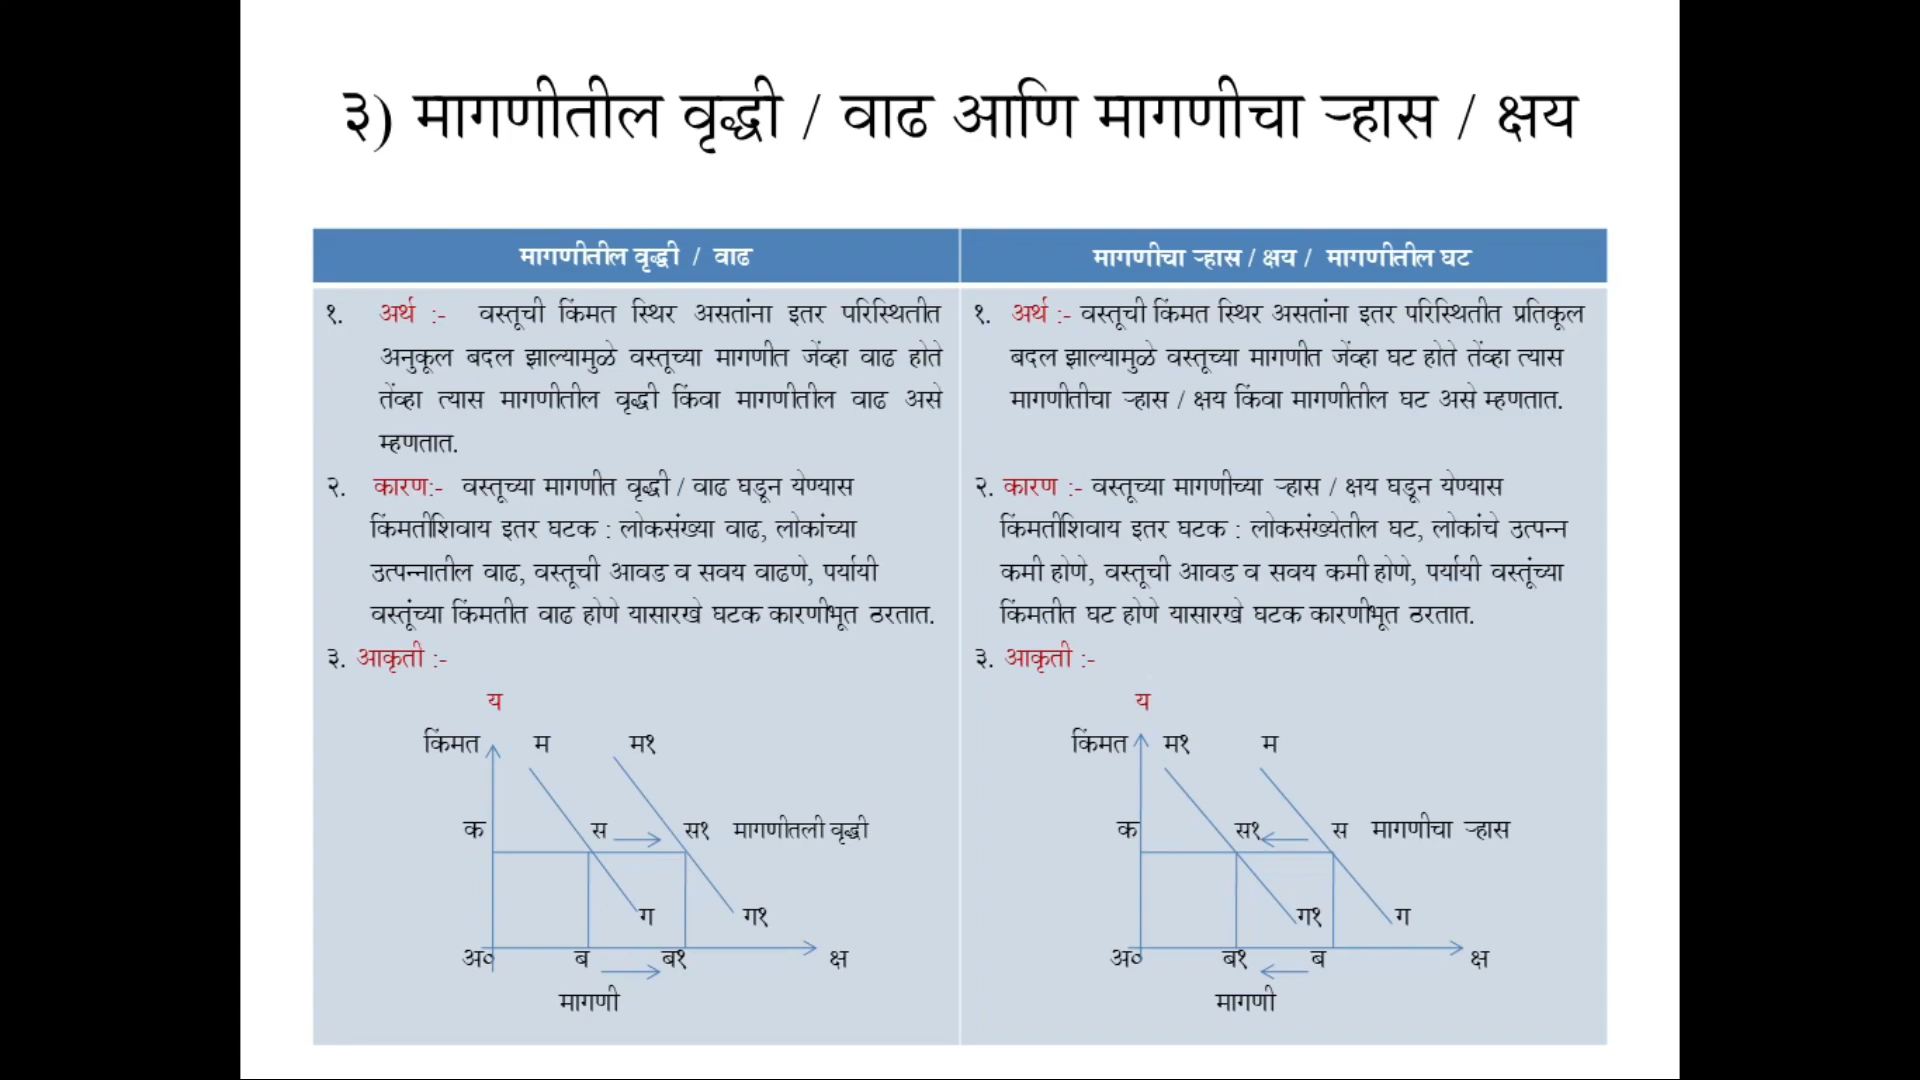 ३) मागणीतील वृद्धी / वाढ आणि मागणीचा ऱ्हास / क्षय
मागणीतील वृद्धी / वाढ
१. अर्थ :- वस्तूची किंमत स्थिर असतांना इतर परिस्थितीत
अनुकूल बदल झाल्यामुळे वस्तूच्या मागणीत जेंव्हा वाढ होते
तेंव्हा त्यास मागणीतील वृद्धी किंवा मागणीतील वाढ असे
म्हणतात.
२. कारण:- वस्तूच्या मागणीत वृद्धी / वाढ घडून येण्यास
किंमतीशिवाय इतर घटक : लोकसंख्या वाढ, लोकांच्या
उत्पन्नातील वाढ, वस्तूची आवड व सवय वाढणे, पर्यायी
वस्तूंच्या किंमतीत वाढ होणे यासारखे घटक कारणीभूत ठरतात.
३. आकृती :-
य
किंमत म म१
क स स१ मागणीतली वृद्धी
ग ग१
अ० ब ब१ क्ष
मागणी
मागणीचा ऱ्हास / क्षय / मागणीतील घट
१. अर्थ :- वस्तूची किंमत स्थिर असतांना इतर परिस्थितीत प्रतिकूल
बदल झाल्यामुळे वस्तूच्या मागणीत जेंव्हा घट होते तेंव्हा त्यास
मागणीतीचा ऱ्हास / क्षय किंवा मागणीतील घट असे म्हणतात.
२. कारण :- वस्तूच्या मागणीच्या ऱ्हास / क्षय घडून येण्यास
किंमतीशिवाय इतर घटक : लोकसंख्येतील घट, लोकांचे उत्पन्न
कमी होणे, वस्तूची आवड व सवय कमी होणे, पर्यायी वस्तूंच्या
किंमतीत घट होणे यासारखे घटक कारणीभूत ठरतात.
३. आकृती :-
य
किंमत म१ म
क स१ स मागणीचा ऱ्हास
ग१ ग
अ० ब१ ब क्ष
मागणी